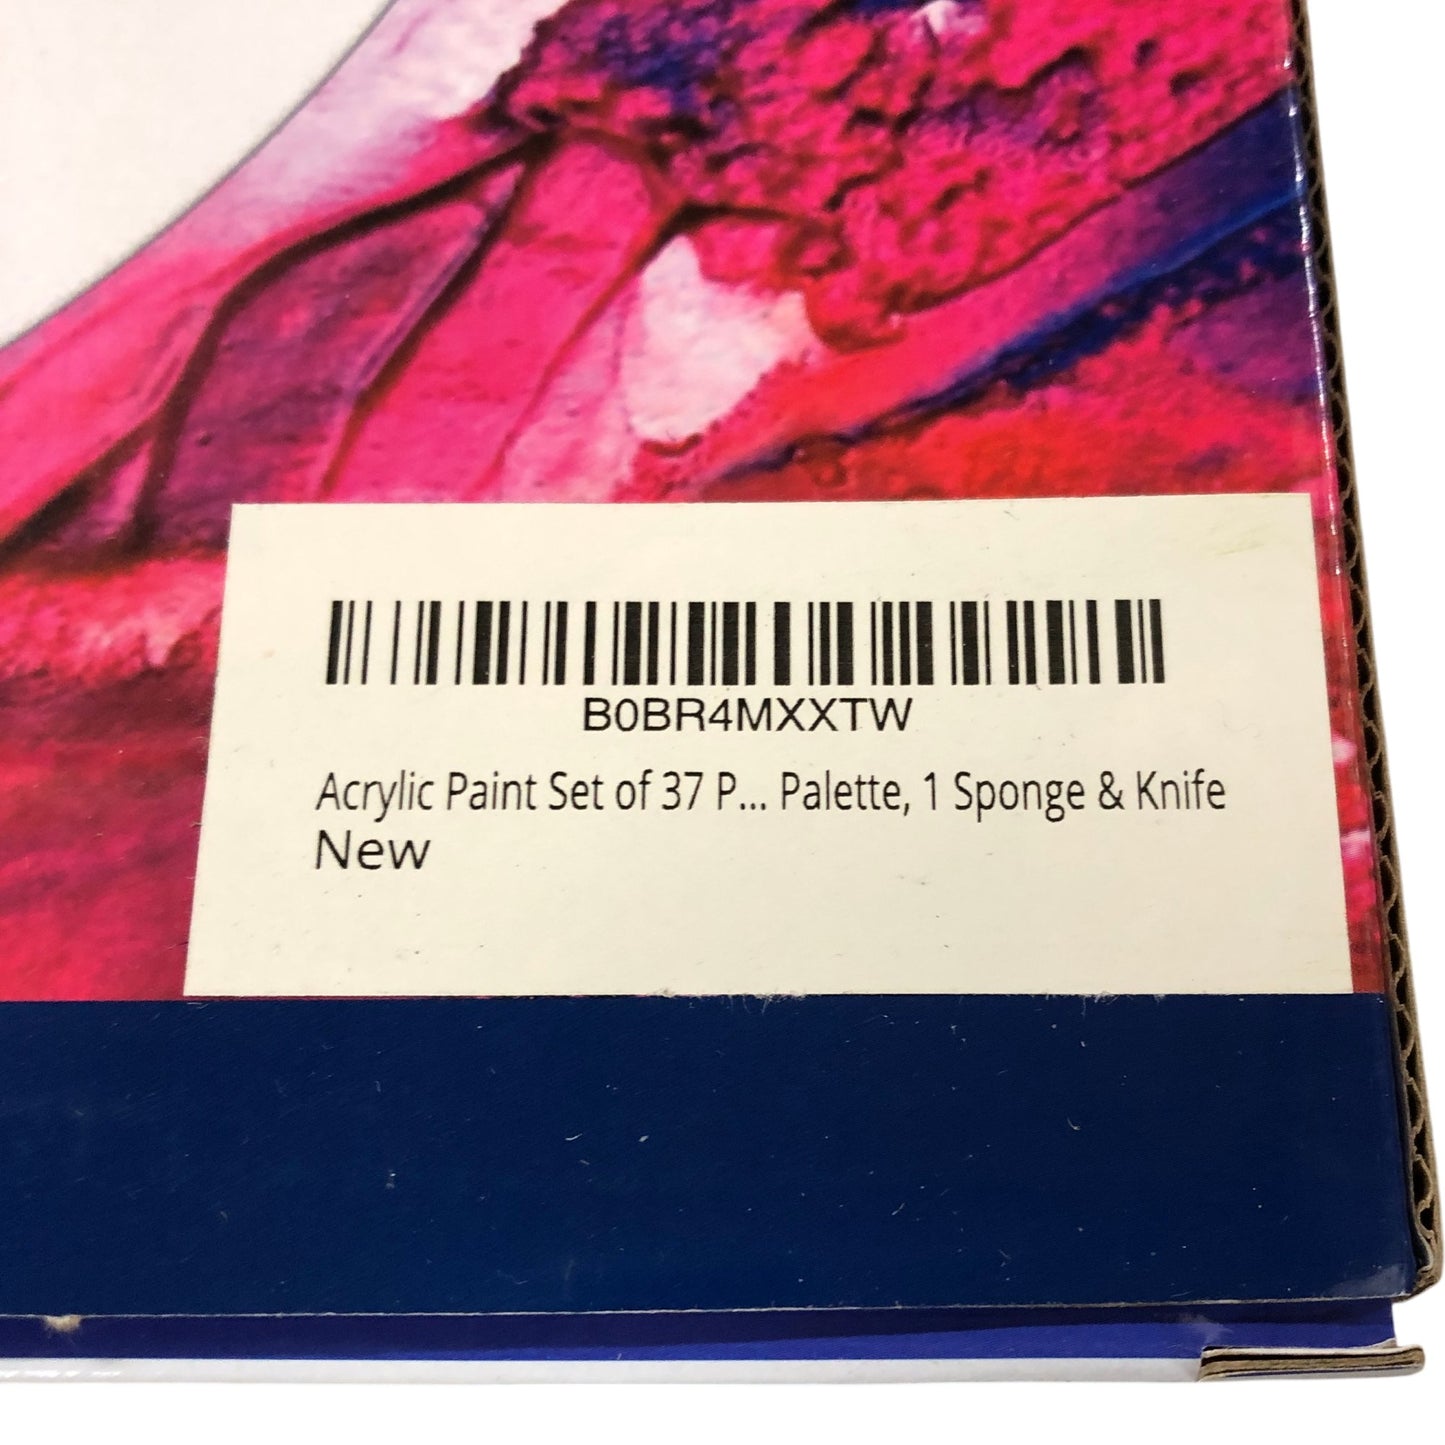 B0BR4MXXTW
Acrylic Paint Set of 37 P... Palette, 1 Sponge & Knife
New